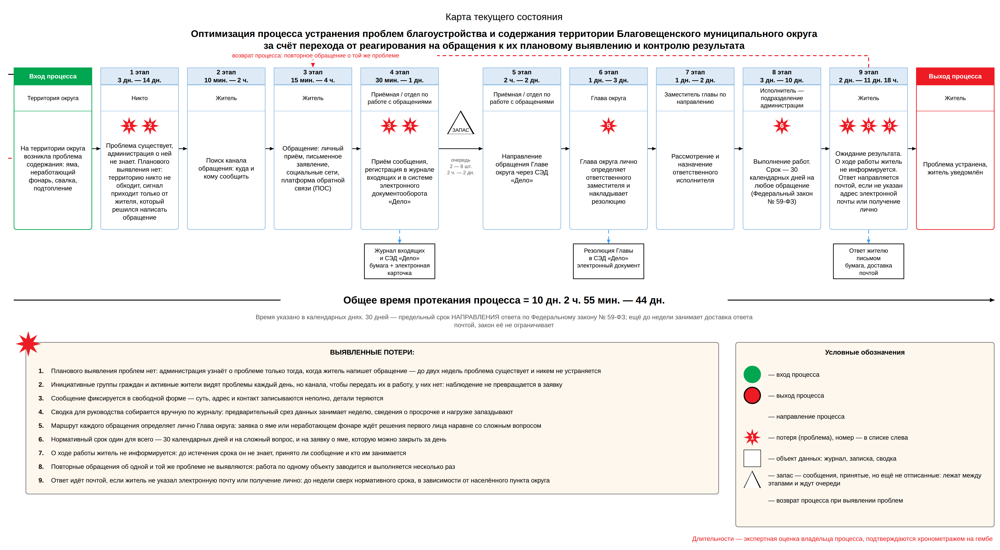 Карта текущего состояния
Оптимизация процесса устранения проблем благоустройства и содержания территории Благовещенского муниципального округа
за счёт перехода от реагирования на обращения к их плановому выявлению и контролю результата
возврат процесса: повторное обращение о той же проблеме
Вход процесса
Территория округа
На территории округа
возникла проблема
содержания: яма,
неработающий
фонарь, свалка,
подтопление
1 этап
3 дн. — 14 дн.
Никто
1
2
Проблема существует,
администрация о ней
не знает. Планового
выявления нет:
территорию никто не
обходит, сигнал
приходит только от
жителя, который
решился написать
обращение
2 этап
10 мин. — 2 ч.
Житель
Поиск канала
обращения: куда и
кому сообщить
3 этап
15 мин. — 4 ч.
Житель
Обращение: личный
приём, письменное
заявление,
социальные сети,
платформа обратной
связи (ПОС)
4 этап
30 мин. — 1 дн.
Приёмная / отдел по
работе с обращениями
3
4
Приём сообщения,
регистрация в журнале
входящих и в системе
электронного
документооборота
«Дело»
ЗАПАС
очередь
2 — 8 шт.
2 ч. — 2 дн.
5 этап
2 ч. — 2 дн.
Приёмная / отдел по
работе с обращениями
Направление
обращения Главе
округа через СЭД
«Дело»
6 этап
1 дн. — 3 дн.
Глава округа
5
Глава округа лично
определяет
ответственного
заместителя и
накладывает
резолюцию
7 этап
1 дн. — 2 дн.
Заместитель главы по
направлению
Рассмотрение и
назначение
ответственного
исполнителя
8 этап
3 дн. — 10 дн.
Исполнитель —
подразделение
администрации
6
Выполнение работ.
Срок — 30
календарных дней на
любое обращение
(Федеральный закон
№ 59-ФЗ)
9 этап
2 дн. — 11 дн. 18 ч.
Житель
7
8
9
Ожидание результата.
О ходе работы житель
не информируется.
Ответ направляется
почтой, если не указан
адрес электронной
почты или получение
лично
Выход процесса
Житель
Проблема устранена,
житель уведомлён
Журнал входящих
и СЭД «Дело»
бумага + электронная
карточка
Резолюция Главы
в СЭД «Дело»
электронный документ
Ответ жителю
письмом
бумага, доставка
почтой
Общее время протекания процесса = 10 дн. 2 ч. 55 мин. — 44 дн.
Время указано в календарных днях. 30 дней — предельный срок НАПРАВЛЕНИЯ ответа по Федеральному закону № 59-ФЗ; ещё до недели занимает доставка ответа
почтой, закон её не ограничивает
ВЫЯВЛЕННЫЕ ПОТЕРИ:
1. Планового выявления проблем нет: администрация узнаёт о проблеме только тогда, когда житель напишет обращение — до двух недель проблема существует и никем не устраняется
2. Инициативные группы граждан и активные жители видят проблемы каждый день, но канала, чтобы передать их в работу, у них нет: наблюдение не превращается в заявку
3. Сообщение фиксируется в свободной форме — суть, адрес и контакт записываются неполно, детали теряются
4. Сводка для руководства собирается вручную по журналу: предварительный срез данных занимает неделю, сведения о просрочке и нагрузке запаздывают
5. Маршрут каждого обращения определяет лично Глава округа: заявка о яме или неработающем фонаре ждёт решения первого лица наравне со сложным вопросом
6. Нормативный срок один для всего — 30 календарных дней и на сложный вопрос, и на заявку о яме, которую можно закрыть за день
7. О ходе работы житель не информируется: до истечения срока он не знает, принято ли сообщение и кто им занимается
8. Повторные обращения об одной и той же проблеме не выявляются: работа по одному объекту заводится и выполняется несколько раз
9. Ответ идёт почтой, если житель не указал электронную почту или получение лично: до недели сверх нормативного срока, в зависимости от населённого пункта округа
Условные обозначения
— вход процесса
— выход процесса
— направление процесса
1
— потеря (проблема), номер — в списке слева
— объект данных: журнал, записка, сводка
— запас — сообщения, принятые, но ещё не отписанные: лежат между
этапами и ждут очереди
— возврат процесса при выявлении проблем
Длительности — экспертная оценка владельца процесса, подтверждаются хронометражем на гембе